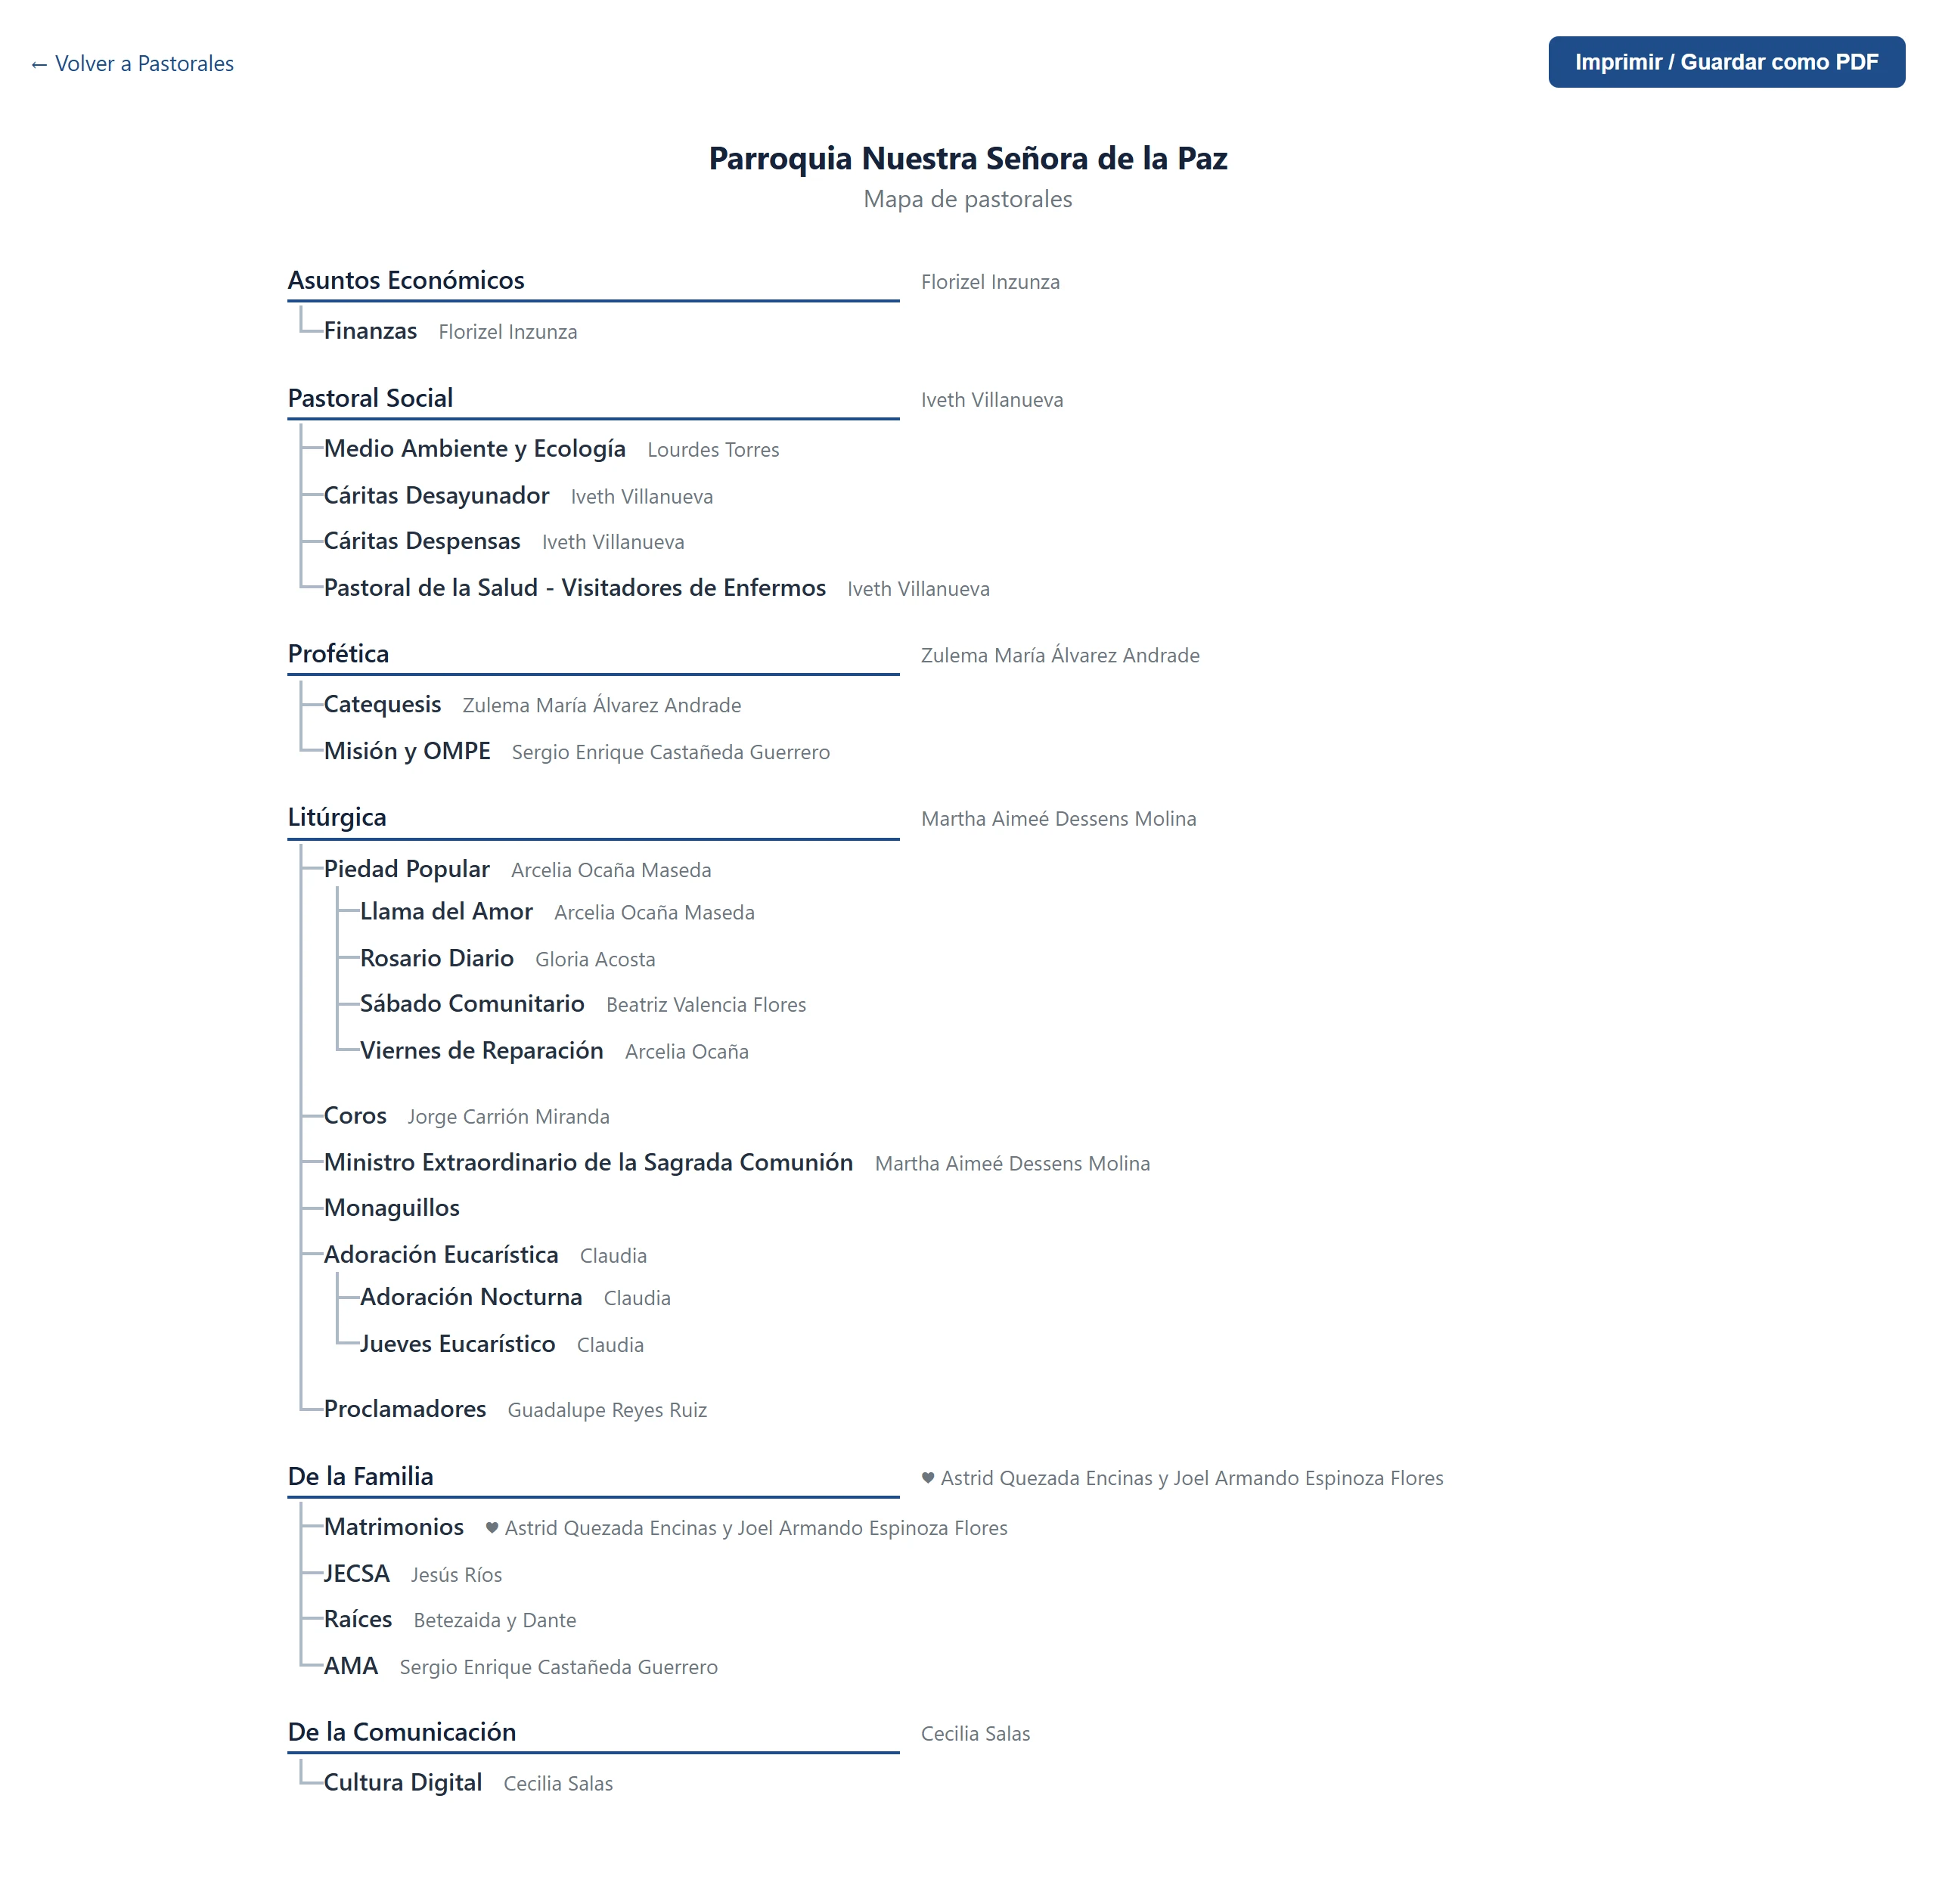 ← Volver a Pastorales
Imprimir / Guardar como PDF
Parroquia Nuestra Señora de la Paz
Mapa de pastorales
Asuntos Económicos Florizel Inzunza
Finanzas Florizel Inzunza
Pastoral Social Iveth Villanueva
Medio Ambiente y Ecología Lourdes Torres
Cáritas Desayunador Iveth Villanueva
Cáritas Despensas Iveth Villanueva
Pastoral de la Salud - Visitadores de Enfermos Iveth Villanueva
Profética Zulema María Álvarez Andrade
Catequesis Zulema María Álvarez Andrade
Misión y OMPE Sergio Enrique Castañeda Guerrero
Litúrgica Martha Aimeé Dessens Molina
Piedad Popular Arcelia Ocaña Maseda
Llama del Amor Arcelia Ocaña Maseda
Rosario Diario Gloria Acosta
Sábado Comunitario Beatriz Valencia Flores
Viernes de Reparación Arcelia Ocaña
Coros Jorge Carrión Miranda
Ministro Extraordinario de la Sagrada Comunión Martha Aimeé Dessens Molina
Monaguillos
Adoración Eucarística Claudia
Adoración Nocturna Claudia
Jueves Eucarístico Claudia
Proclamadores Guadalupe Reyes Ruiz
De la Familia ♥ Astrid Quezada Encinas y Joel Armando Espinoza Flores
Matrimonios ♥ Astrid Quezada Encinas y Joel Armando Espinoza Flores
JECSA Jesús Ríos
Raíces Betezaida y Dante
AMA Sergio Enrique Castañeda Guerrero
De la Comunicación Cecilia Salas
Cultura Digital Cecilia Salas